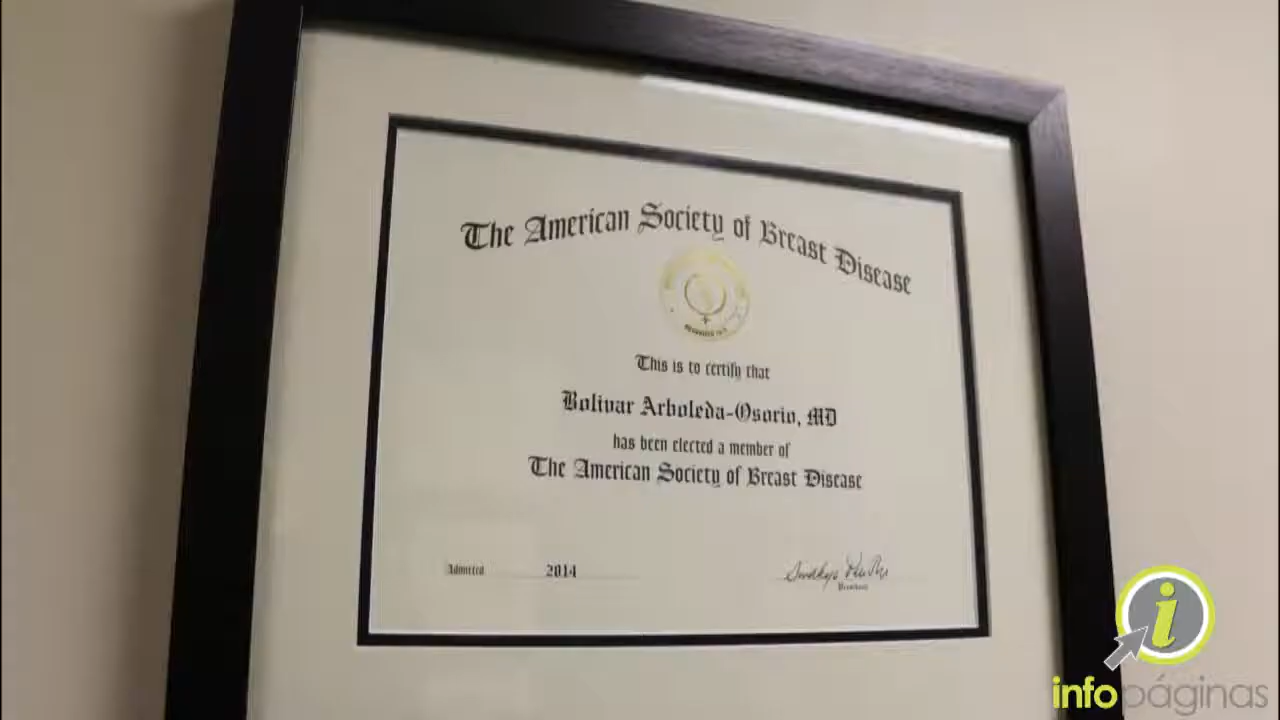 The American Society of Breast Disease
This is to certify that
Bolivar Arboleda-Osorio, MD
has been elected a member of
The American Society of Breast Disease
Admitted 2014
President
infopáginas